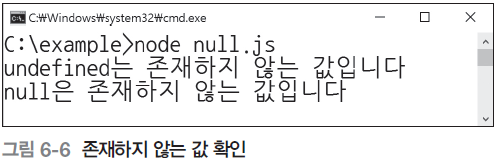 C:\Windows\system32\cmd.exe
C:\example>node null.js
undefined는 존재하지 않는 값입니다
null은 존재하지 않는 값입니다
그림 6-6 존재하지 않는 값 확인